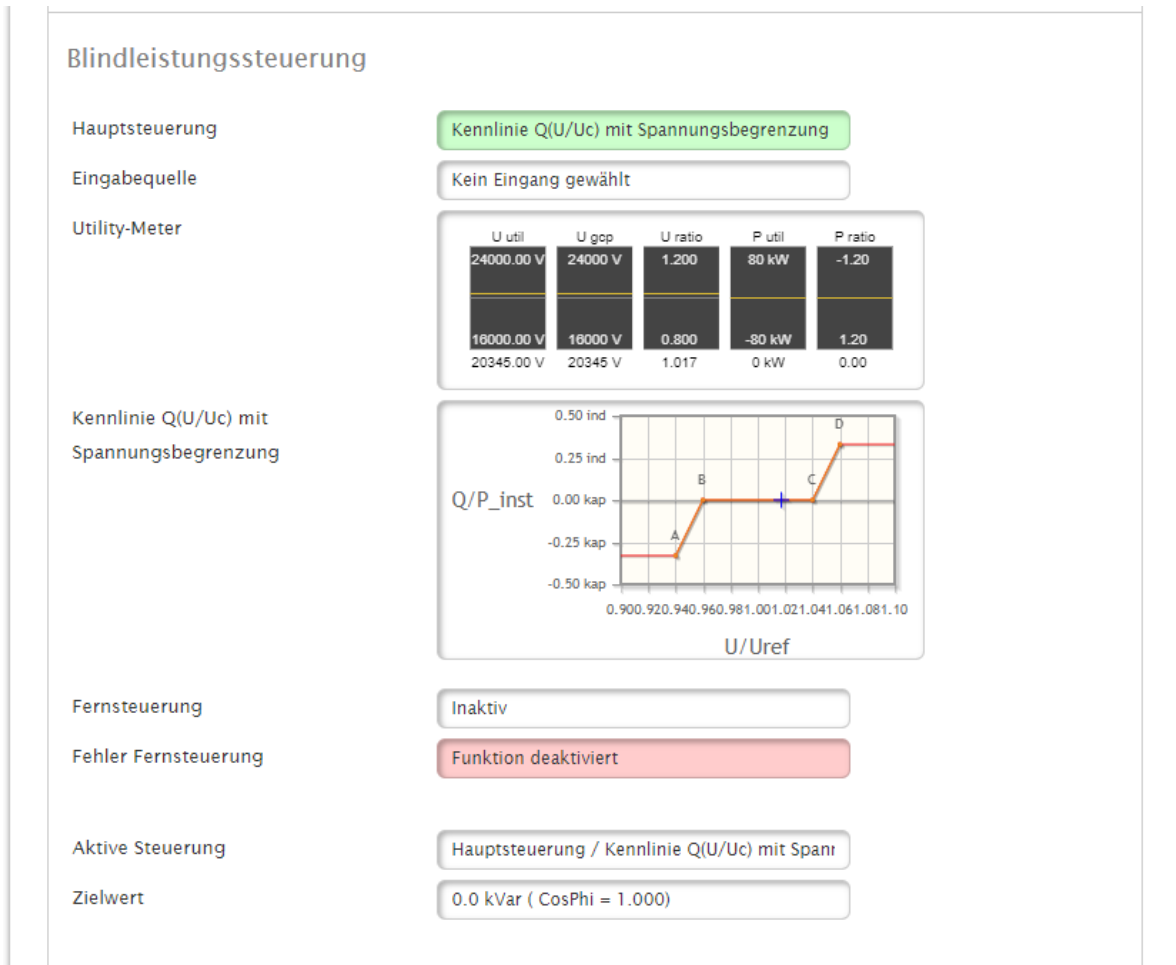 Blindleistungssteuerung
Hauptsteuerung
Kennlinie Q(U/Uc) mit Spannungsbegrenzung
Eingabequelle
Kein Eingang gewählt
Utility-Meter
U util U gcp U ratio P util P ratio
24000.00 V 24000 V 1.200 80 kW -1.20
16000.00 V 16000 V 0.800 -80 kW 1.20
20345.00 V 20345 V 1.017 0 kW 0.00
Kennlinie Q(U/Uc) mit
Spannungsbegrenzung
0.50 ind
D
0.25 ind
B C
Q/P_inst 0.00 kap
A
-0.25 kap
-0.50 kap
0.900.920.940.960.981.001.021.041.061.081.10
U/Uref
Fernsteuerung
Inaktiv
Fehler Fernsteuerung
Funktion deaktiviert
Aktive Steuerung
Hauptsteuerung / Kennlinie Q(U/Uc) mit Spann
Zielwert
0.0 kVar ( CosPhi = 1.000)